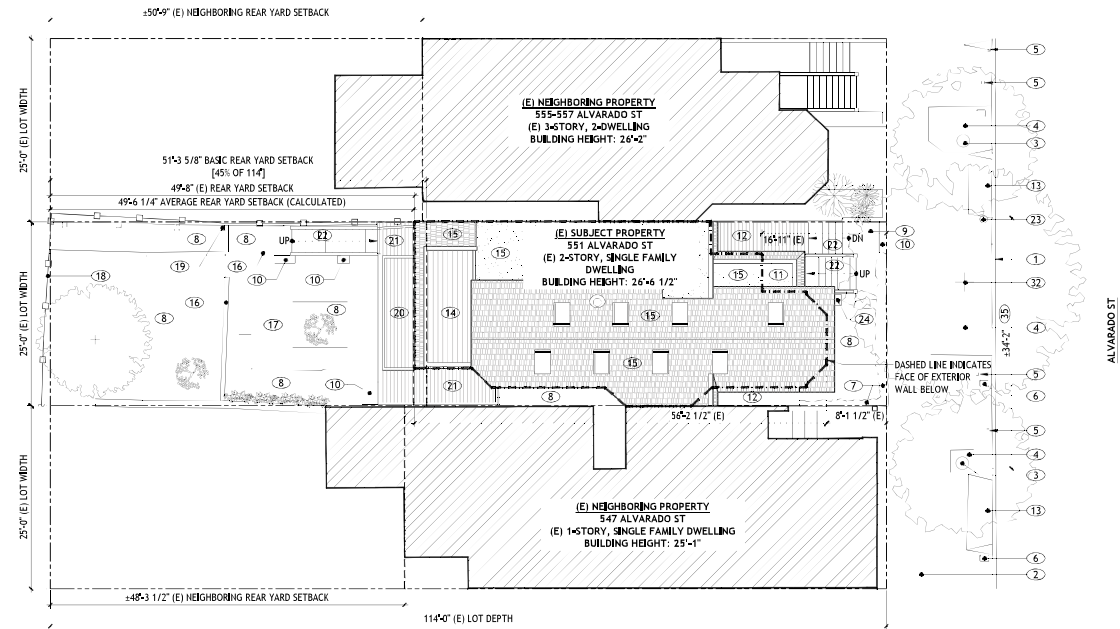 ±50'-9" (E) NEIGHBORING REAR YARD SETBACK
25'-0" (E) LOT WIDTH
(E) NEIGHBORING PROPERTY
555-557 ALVARADO ST
(E) 3-STORY, 2-DWELLING
BUILDING HEIGHT: 26'-2"
51'-3 5/8" BASIC REAR YARD SETBACK
[45% OF 114']
49'-8" (E) REAR YARD SETBACK
49'-6 1/4" AVERAGE REAR YARD SETBACK (CALCULATED)
5
5
4
3
13
23
1
32
4
35
±34'-2"
5
6
5
4
3
13
6
2
ALVARADO ST
25'-0" (E) LOT WIDTH
(E) SUBJECT PROPERTY
551 ALVARADO ST
(E) 2-STORY, SINGLE FAMILY
DWELLING
BUILDING HEIGHT: 26'-6 1/2"
8
8
UP
22
21
15
15
12
16'-11" (E)
22
DN
9
10
19
16
10
10
15
11
22
UP
18
16
8
17
8
20
14
15
15
24
8
DASHED LINE INDICATES
FACE OF EXTERIOR
WALL BELOW
8
10
21
8
12
7
56'-2 1/2" (E)
8'-1 1/2" (E)
25'-0" (E) LOT WIDTH
(E) NEIGHBORING PROPERTY
547 ALVARADO ST
(E) 1-STORY, SINGLE FAMILY DWELLING
BUILDING HEIGHT: 25'-1"
±48'-3 1/2" (E) NEIGHBORING REAR YARD SETBACK
114'-0" (E) LOT DEPTH